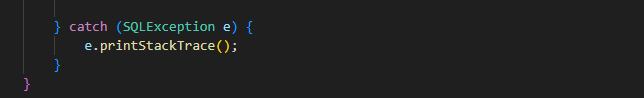 } catch (SQLException e) {
e.printStackTrace();
}
}